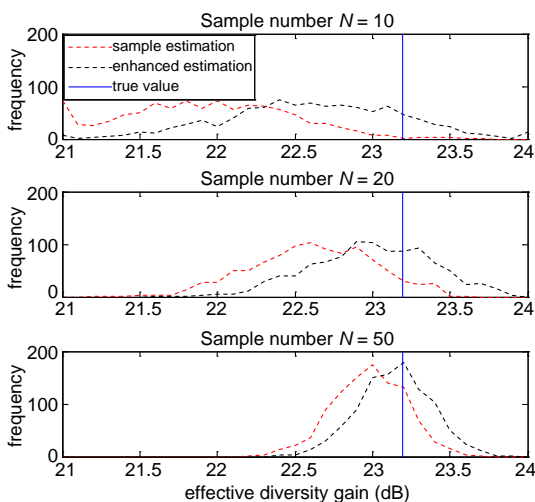 Sample number N = 10
200
100
0
frequency
sample estimation
enhanced estimation
true value
21 21.5 22 22.5 23 23.5 24
Sample number N = 20
200
100
0
frequency
21 21.5 22 22.5 23 23.5 24
Sample number N = 50
200
100
0
frequency
21 21.5 22 22.5 23 23.5 24
effective diversity gain (dB)